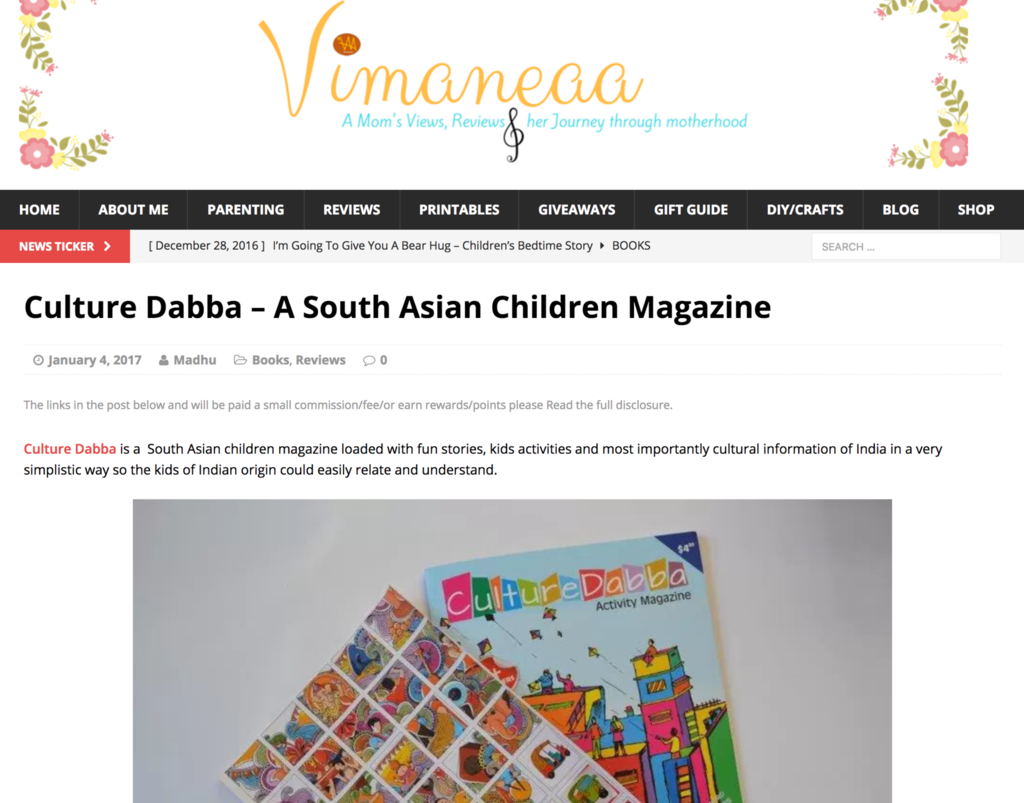 Vimaneaa
A Mom's Views, Reviews & her Journey through motherhood
HOME ABOUT ME PARENTING REVIEWS PRINTABLES GIVEAWAYS GIFT GUIDE DIY/CRAFTS BLOG SHOP
NEWS TICKER [ December 28, 2016 ] I'm Going To Give You A Bear Hug – Children's Bedtime Story BOOKS SEARCH ...
Culture Dabba – A South Asian Children Magazine
January 4, 2017 Madhu Books, Reviews 0
The links in the post below and will be paid a small commission/fee/or earn rewards/points please Read the full disclosure.
Culture Dabba is a South Asian children magazine loaded with fun stories, kids activities and most importantly cultural information of India in a very
simplistic way so the kids of Indian origin could easily relate and understand.
$4.99
CultureDabba
Activity Magazine